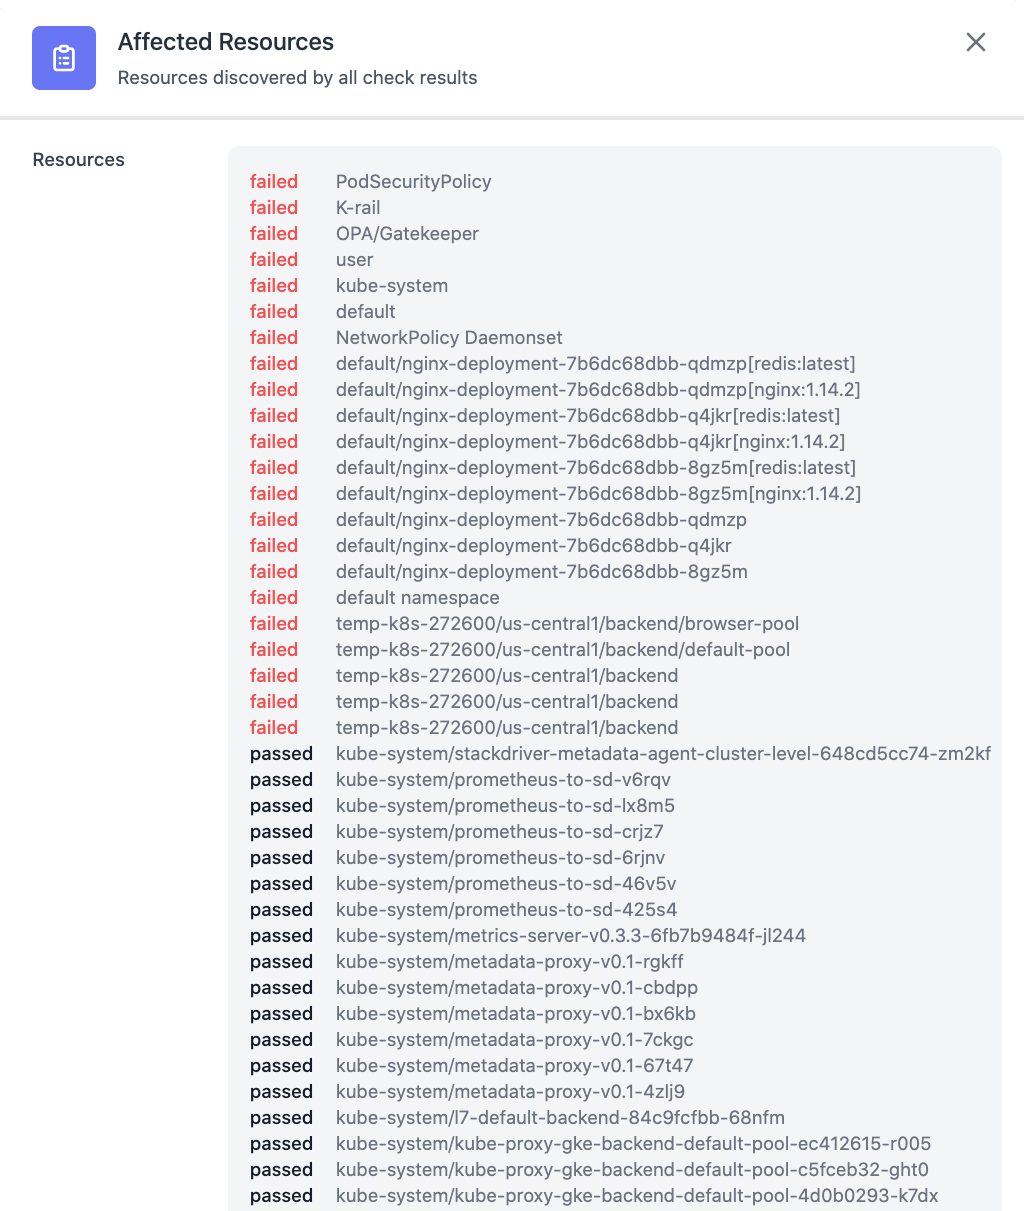 Affected Resources
Resources discovered by all check results
Resources
failed PodSecurityPolicy
failed K-rail
failed OPA/Gatekeeper
failed user
failed kube-system
failed default
failed NetworkPolicy Daemonset
failed default/nginx-deployment-7b6dc68dbb-qdmzp[redis:latest]
failed default/nginx-deployment-7b6dc68dbb-qdmzp[nginx:1.14.2]
failed default/nginx-deployment-7b6dc68dbb-q4jkr[redis:latest]
failed default/nginx-deployment-7b6dc68dbb-q4jkr[nginx:1.14.2]
failed default/nginx-deployment-7b6dc68dbb-8gz5m[redis:latest]
failed default/nginx-deployment-7b6dc68dbb-8gz5m[nginx:1.14.2]
failed default/nginx-deployment-7b6dc68dbb-qdmzp
failed default/nginx-deployment-7b6dc68dbb-q4jkr
failed default/nginx-deployment-7b6dc68dbb-8gz5m
failed default namespace
failed temp-k8s-272600/us-central1/backend/browser-pool
failed temp-k8s-272600/us-central1/backend/default-pool
failed temp-k8s-272600/us-central1/backend
failed temp-k8s-272600/us-central1/backend
failed temp-k8s-272600/us-central1/backend
passed kube-system/stackdriver-metadata-agent-cluster-level-648cd5cc74-zm2kf
passed kube-system/prometheus-to-sd-v6rqv
passed kube-system/prometheus-to-sd-lx8m5
passed kube-system/prometheus-to-sd-crjz7
passed kube-system/prometheus-to-sd-6rjnv
passed kube-system/prometheus-to-sd-46v5v
passed kube-system/prometheus-to-sd-425s4
passed kube-system/metrics-server-v0.3.3-6fb7b9484f-jl244
passed kube-system/metadata-proxy-v0.1-rgkff
passed kube-system/metadata-proxy-v0.1-cbdpp
passed kube-system/metadata-proxy-v0.1-bx6kb
passed kube-system/metadata-proxy-v0.1-7ckgc
passed kube-system/metadata-proxy-v0.1-67t47
passed kube-system/metadata-proxy-v0.1-4zlj9
passed kube-system/l7-default-backend-84c9fcfbb-68nfm
passed kube-system/kube-proxy-gke-backend-default-pool-ec412615-r005
passed kube-system/kube-proxy-gke-backend-default-pool-c5fceb32-ght0
passed kube-system/kube-proxy-gke-backend-default-pool-4d0b0293-k7dx